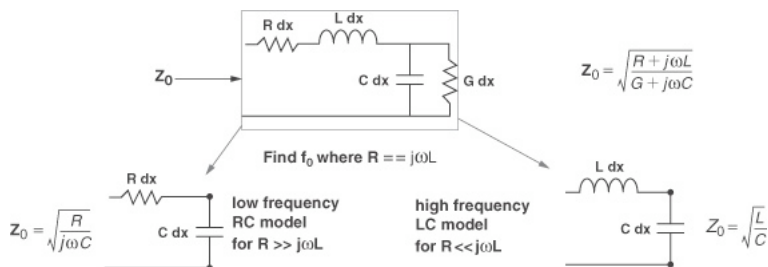 R dx
L dx
Z₀
C dx
G dx
Z₀ = √((R + jωL)/(G + jωC))
Find f₀ where R == jωL
R dx
C dx
Z₀ = √(R/(jωC))
low frequency
RC model
for R >> jωL
high frequency
LC model
for R << jωL
L dx
C dx
Z₀ = √(L/C)